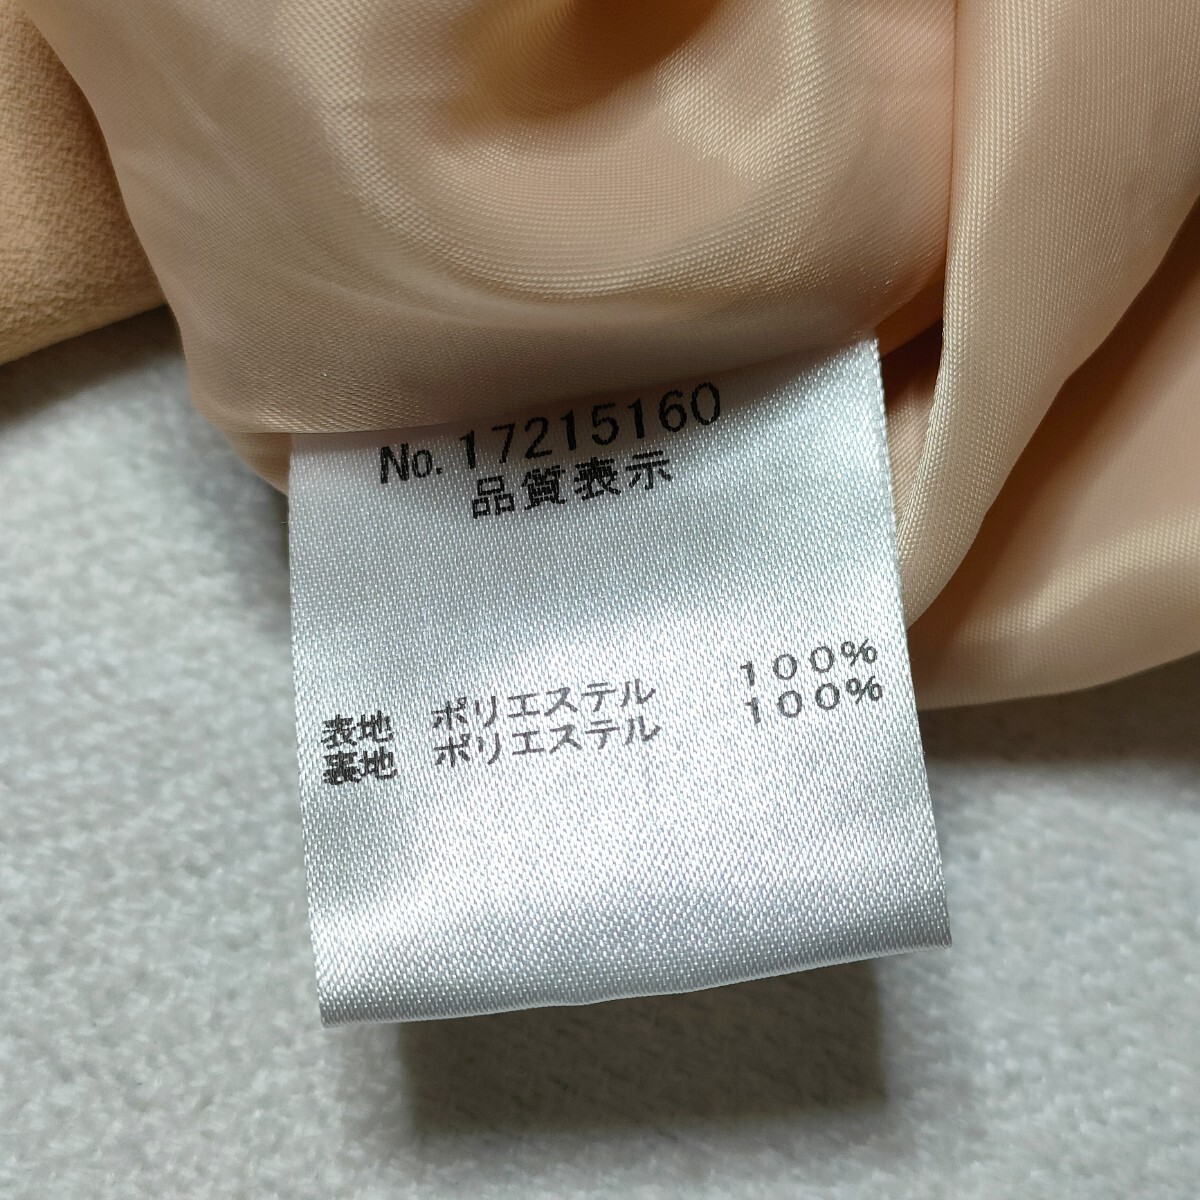 No. 17215160
品質表示
表地 ポリエステル 100%
裏地 ポリエステル 100%